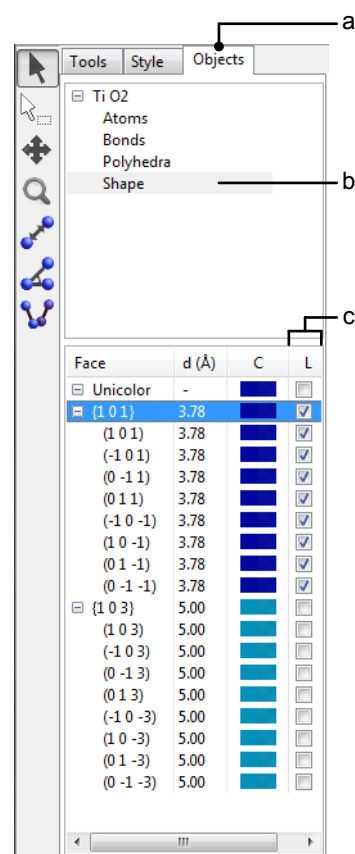 a
Tools Style Objects
Ti O2
Atoms
Bonds
Polyhedra
Shape b
c
Face d (Å) C L
Unicolor -
{1 0 1} 3.78
(1 0 1) 3.78
(-1 0 1) 3.78
(0 -1 1) 3.78
(0 1 1) 3.78
(-1 0 -1) 3.78
(1 0 -1) 3.78
(0 1 -1) 3.78
(0 -1 -1) 3.78
{1 0 3} 5.00
(1 0 3) 5.00
(-1 0 3) 5.00
(0 -1 3) 5.00
(0 1 3) 5.00
(-1 0 -3) 5.00
(1 0 -3) 5.00
(0 1 -3) 5.00
(0 -1 -3) 5.00